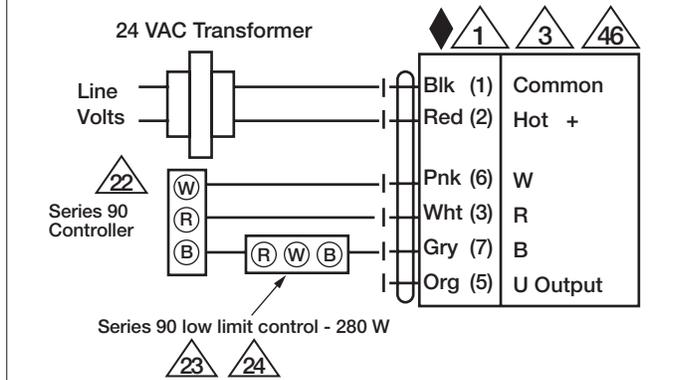 24 VAC Transformer
1 3 46
Line
Volts
Blk (1) Common
Red (2) Hot +
22
Series 90
Controller
W
R
B
R W B
Pnk (6) W
Wht (3) R
Gry (7) B
Org (5) U Output
Series 90 low limit control - 280 W
23 24